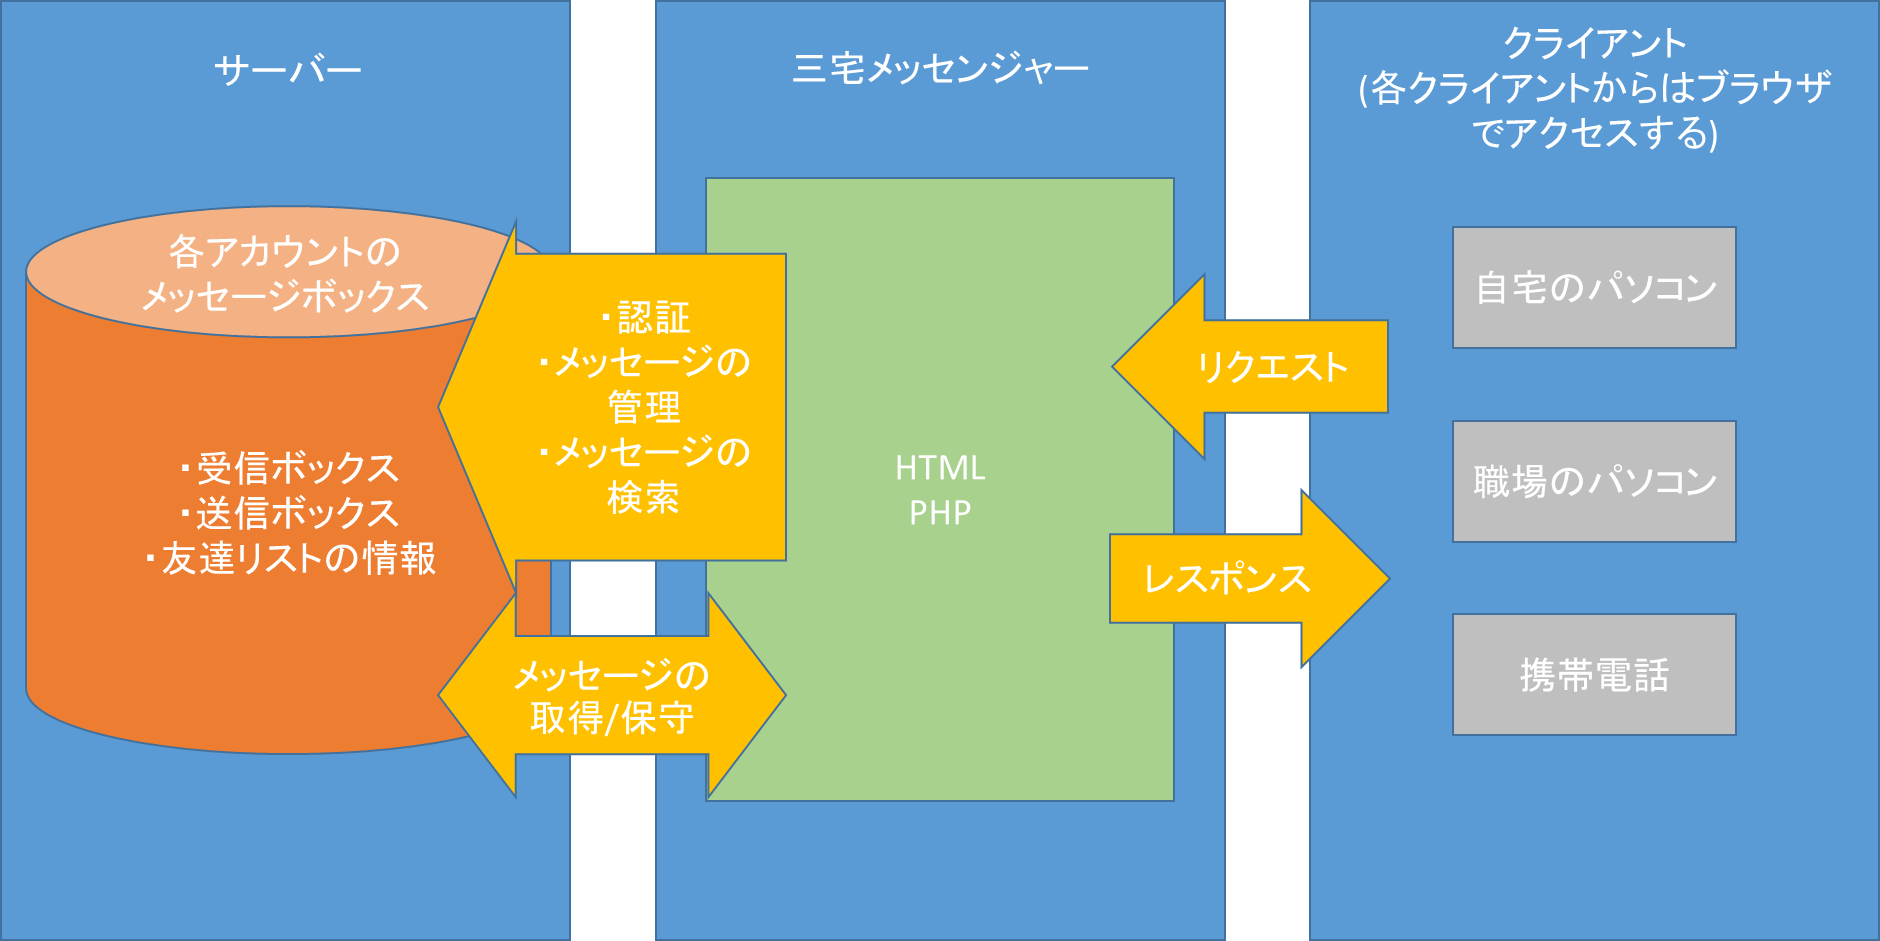 サーバー
各アカウントの
メッセージボックス
・受信ボックス
・送信ボックス
・友達リストの情報
・認証
・メッセージの
管理
・メッセージの
検索
メッセージの
取得/保守
三宅メッセンジャー
HTML
PHP
リクエスト
レスポンス
クライアント
(各クライアントからはブラウザ
でアクセスする)
自宅のパソコン
職場のパソコン
携帯電話